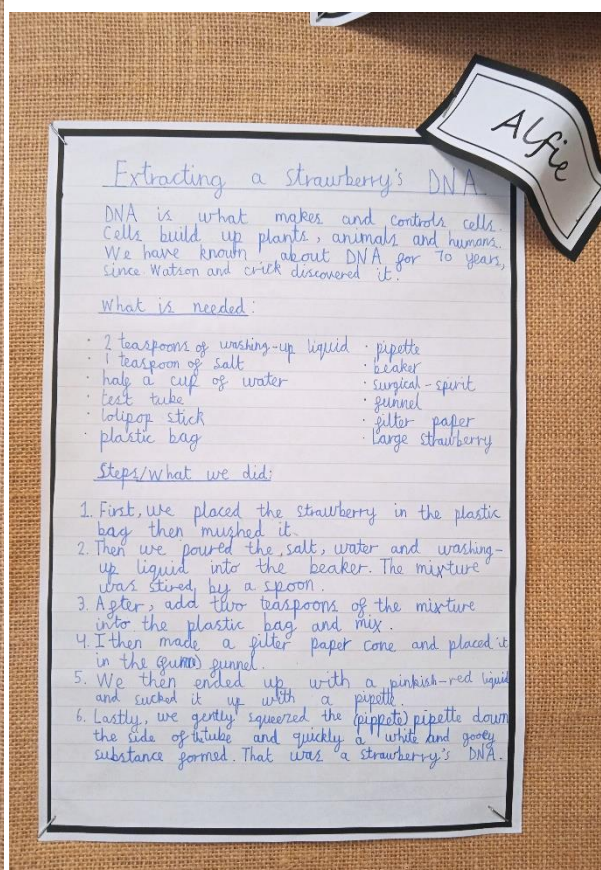 Alfie
Extracting a strawberry's DNA
DNA is what makes and controls cells.
Cells build up plants, animals and humans.
We have known about DNA for 70 years,
since Watson and crick discovered it.
What is needed:
· 2 teaspoons of washing-up liquid · pipette
· 1 teaspoon of salt · beaker
· half a cup of water · surgical-spirit
· test tube · funnel
· lolipop stick · filter paper
· plastic bag · large strawberry
Steps/What we did:
1. First, we placed the strawberry in the plastic
bag then mushed it.
2. Then we poured the salt, water and washing-
up liquid into the beaker. The mixture
was stired by a spoon.
3. After, add two teaspoons of the mixture
into the plastic bag and mix.
4. I then made a filter paper cone and placed it
in the funnel.
5. We then ended up with a pinkish-red liquid
and sucked it up with a pipette.
6. Lastly, we gently squeezed the (pippete) pipette down
the side of the tube and quickly a white and gooey
substance formed. That was a strawberry's DNA.